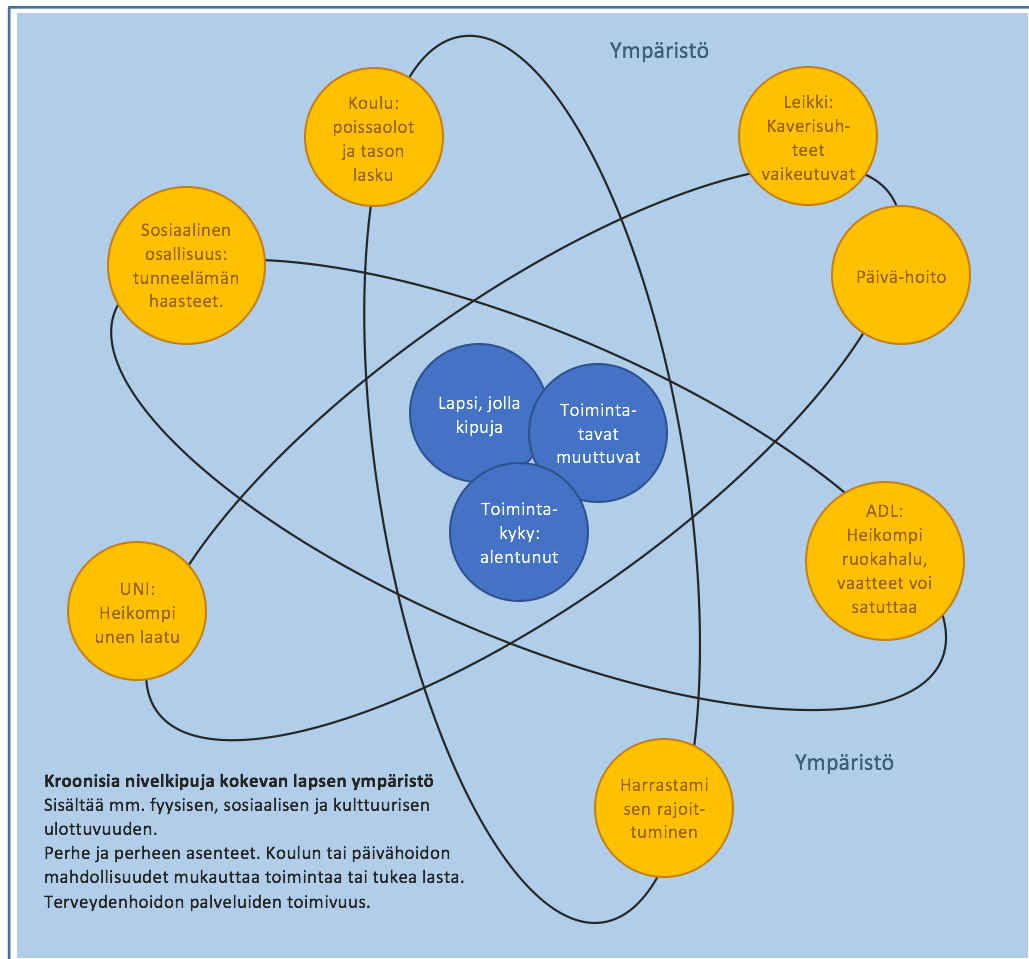 Ympäristö
Koulu:
poissaolot
ja tason
lasku
Leikki:
Kaverisuh-
teet
vaikeutuvat
Sosiaalinen
osallisuus:
tunneelämän
haasteet.
Päivä-hoito
Lapsi, jolla
kipuja
Toiminta-
tavat
muuttuvat
Toiminta-
kyky:
alentunut
ADL:
Heikompi
ruokahalu,
vaatteet voi
satuttaa
UNI:
Heikompi
unen laatu
Ympäristö
Harrastami
sen rajoit-
tuminen
Kroonisia nivelkipuja kokevan lapsen ympäristö
Sisältää mm. fyysisen, sosiaalisen ja kulttuurisen
ulottuvuuden.
Perhe ja perheen asenteet. Koulun tai päivähoidon
mahdollisuudet mukauttaa toimintaa tai tukea lasta.
Terveydenhoidon palveluiden toimivuus.